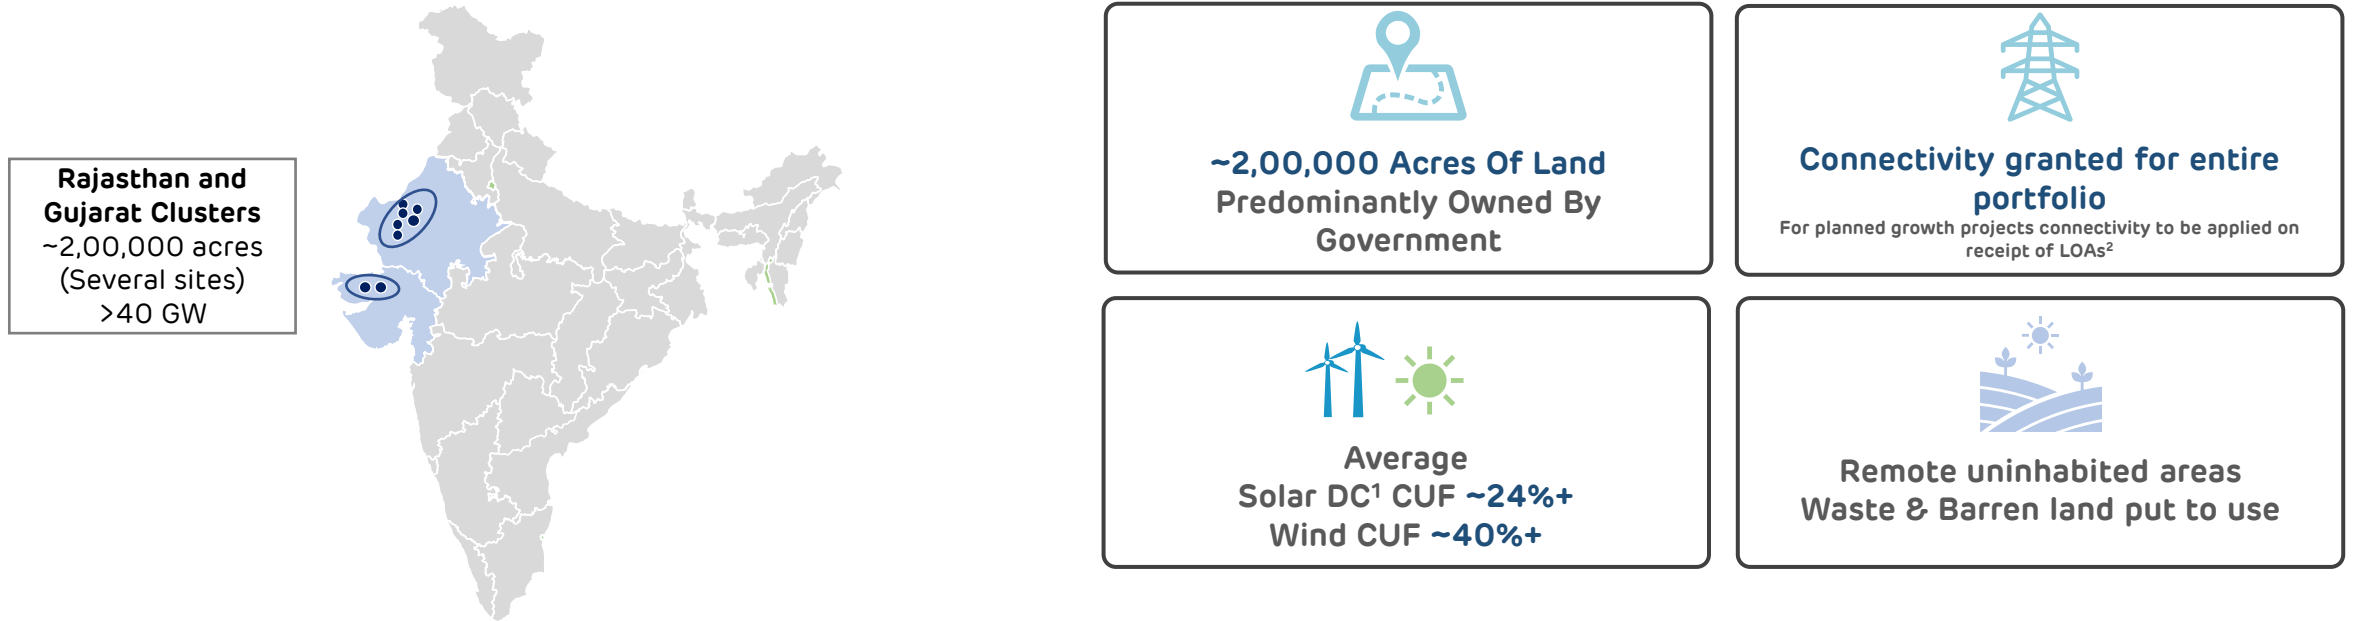 Rajasthan and
Gujarat Clusters
~2,00,000 acres
(Several sites)
>40 GW
~2,00,000 Acres Of Land
Predominantly Owned By
Government
Connectivity granted for entire
portfolio
For planned growth projects connectivity to be applied on
receipt of LOAs²
Average
Solar DC¹ CUF ~24%+
Wind CUF ~40%+
Remote uninhabited areas
Waste & Barren land put to use